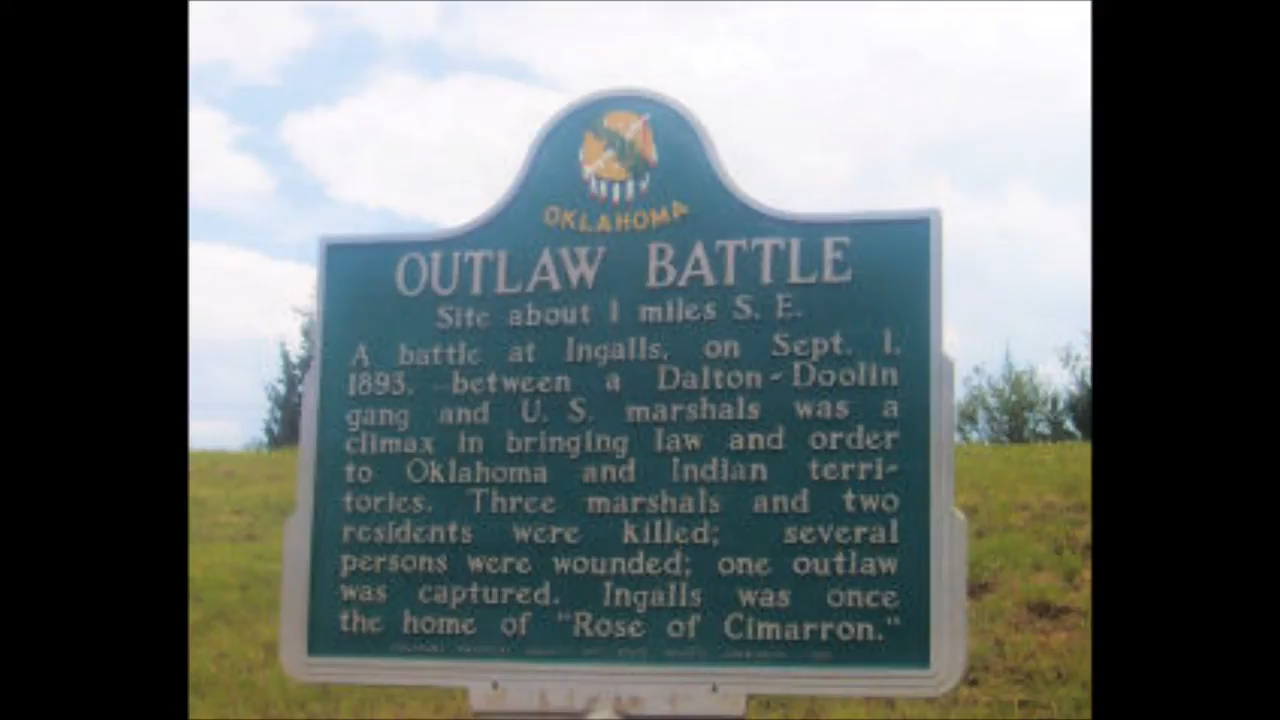 OKLAHOMA
OUTLAW BATTLE
Site about 1 miles S. E.
A battle at Ingalls, on Sept. 1,
1893, between a Dalton-Doolin
gang and U. S. marshals was a
climax in bringing law and order
to Oklahoma and Indian terri-
tories. Three marshals and two
residents were killed; several
persons were wounded; one outlaw
was captured. Ingalls was once
the home of "Rose of Cimarron."